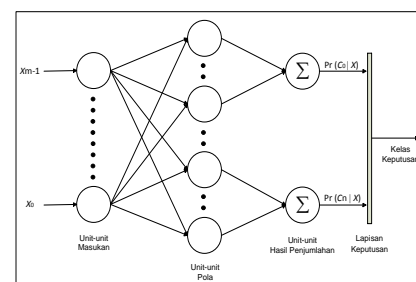 Xm-1
Σ
Pr (C0 | X)
Kelas
Keputusan
X0
Σ
Pr (Cn | X)
Unit-unit
Masukan
Unit-unit
Pola
Unit-unit
Hasil Penjumlahan
Lapisan
Keputusan